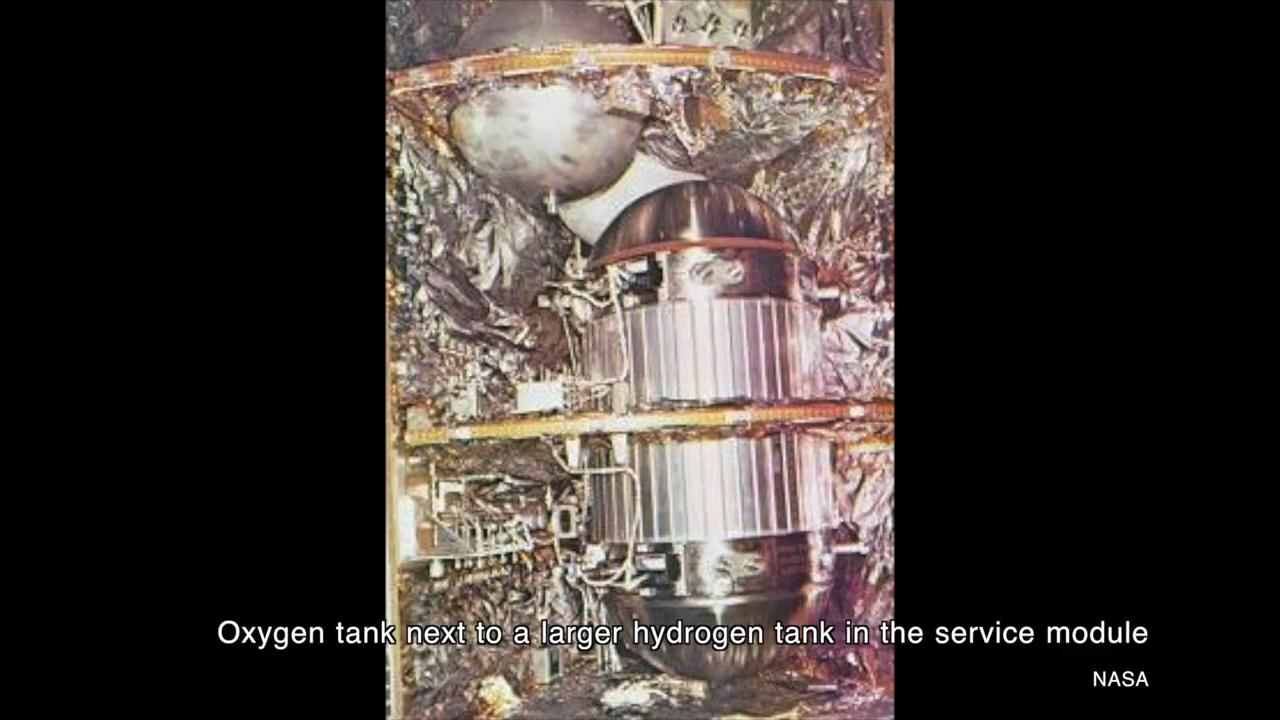 Oxygen tank next to a larger hydrogen tank in the service module
NASA